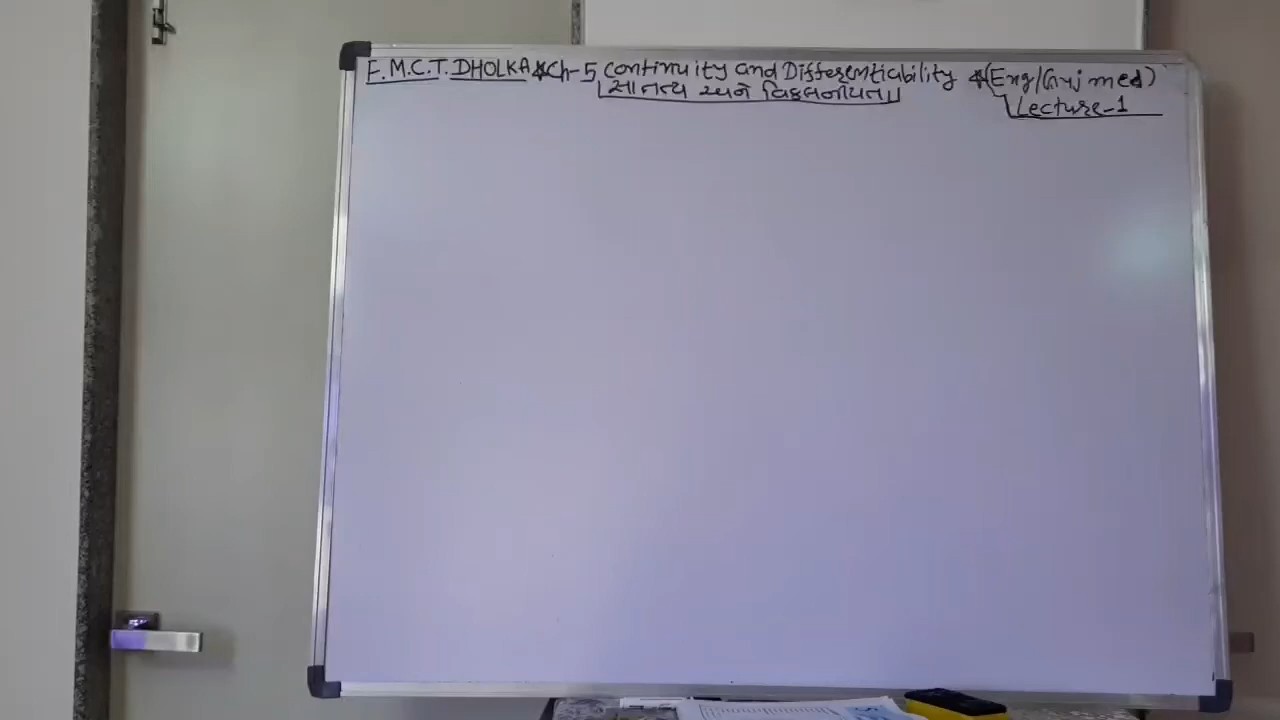 F.M.C.T. DHOLKA *Ch-5 Continuity and Differentiability *(Eng/Guj med)
સાતત્ય અને વિકલનીયતા
Lecture-1